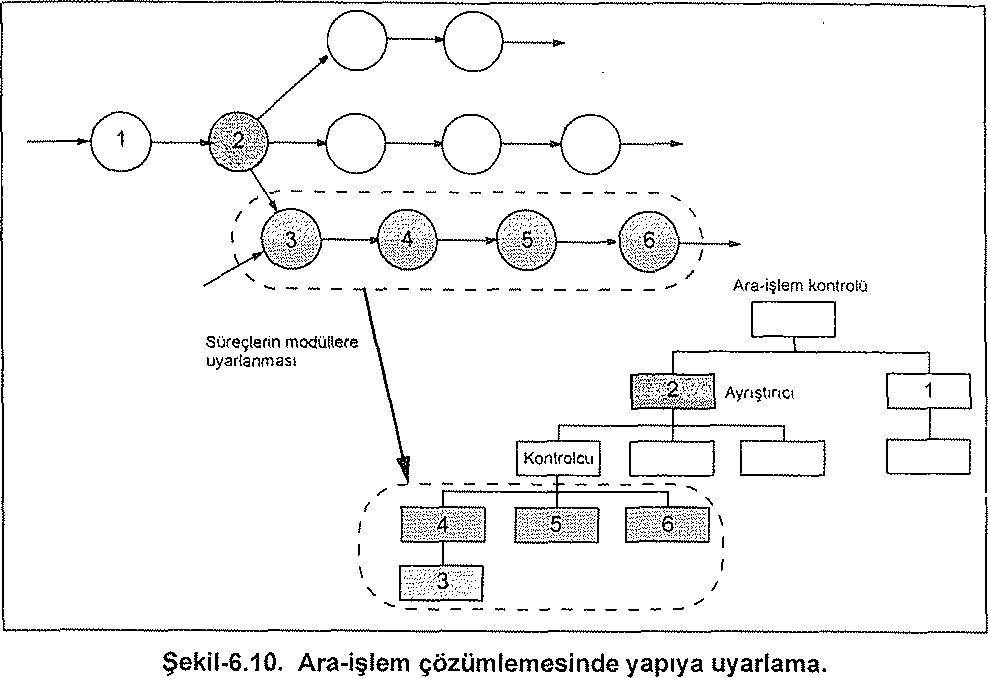 1
2
3
4
5
6
Süreçlerin modüllere
uyarlanması
Ara-işlem kontrolü
2
Ayrıştırıcı
1
Kontrolcu
4
5
6
3
Şekil-6.10. Ara-işlem çözümlemesinde yapıya uyarlama.